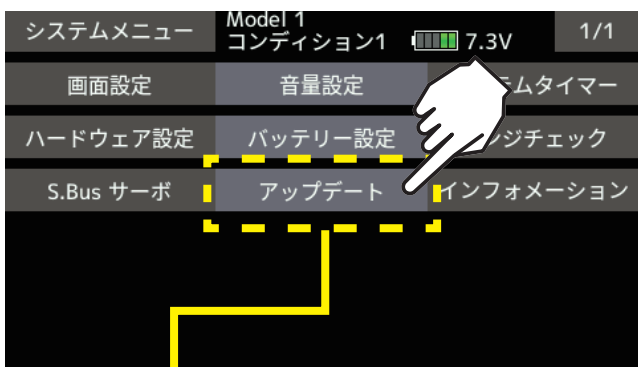 システムメニュー
Model 1
コンディション1
7.3V
1/1
画面設定
音量設定
ムタイマー
ハードウェア設定
バッテリー設定
ジチェック
S.Bus サーボ
アップデート
インフォメーション